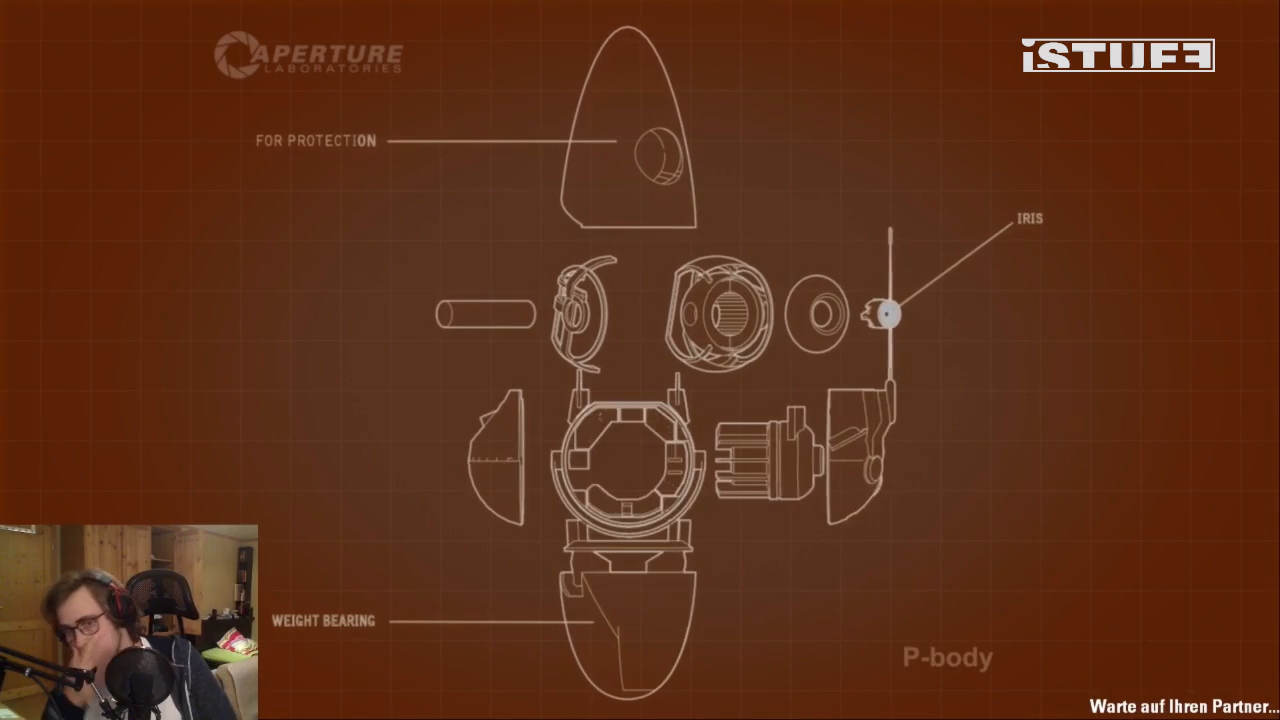 APERTURE
LABORATORIES
iSTUFF
FOR PROTECTION
IRIS
WEIGHT BEARING
P-body
Warte auf Ihren Partner...